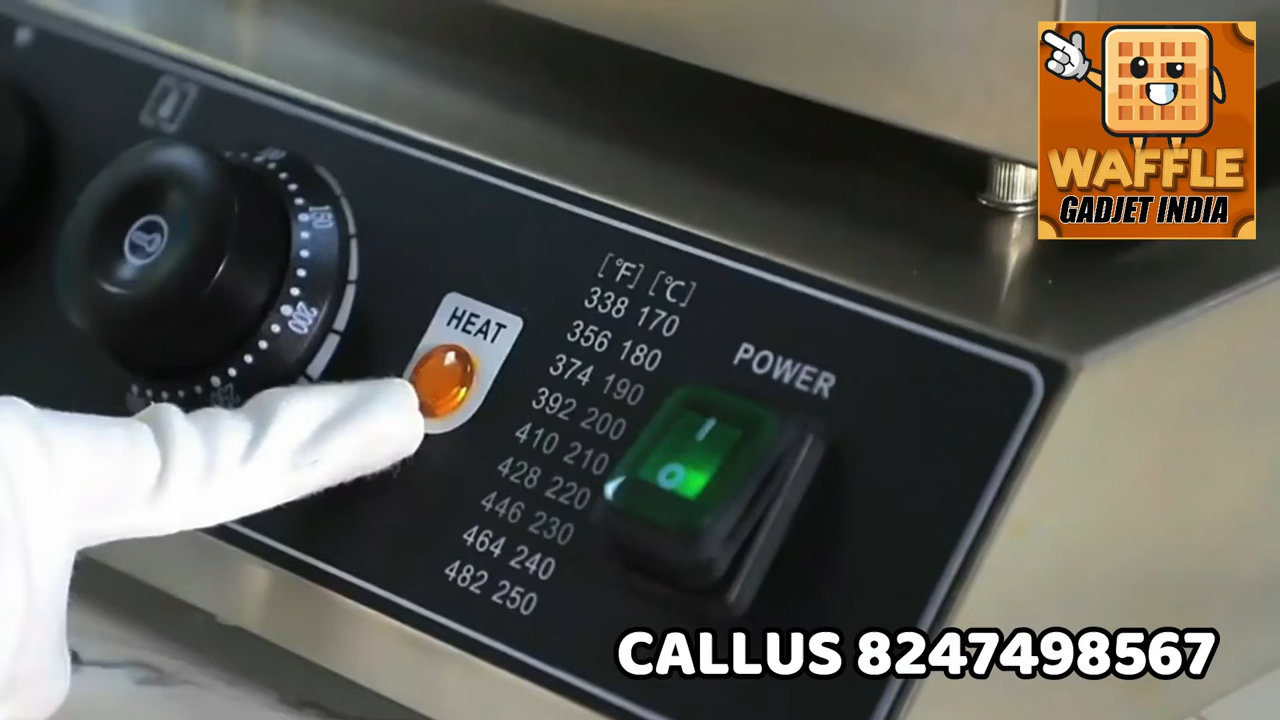 WAFFLE
GADJET INDIA
150
200
HEAT
[°F] [°C]
338 170
356 180
374 190
392 200
410 210
428 220
446 230
464 240
482 250
POWER
I
O
CALLUS 8247498567